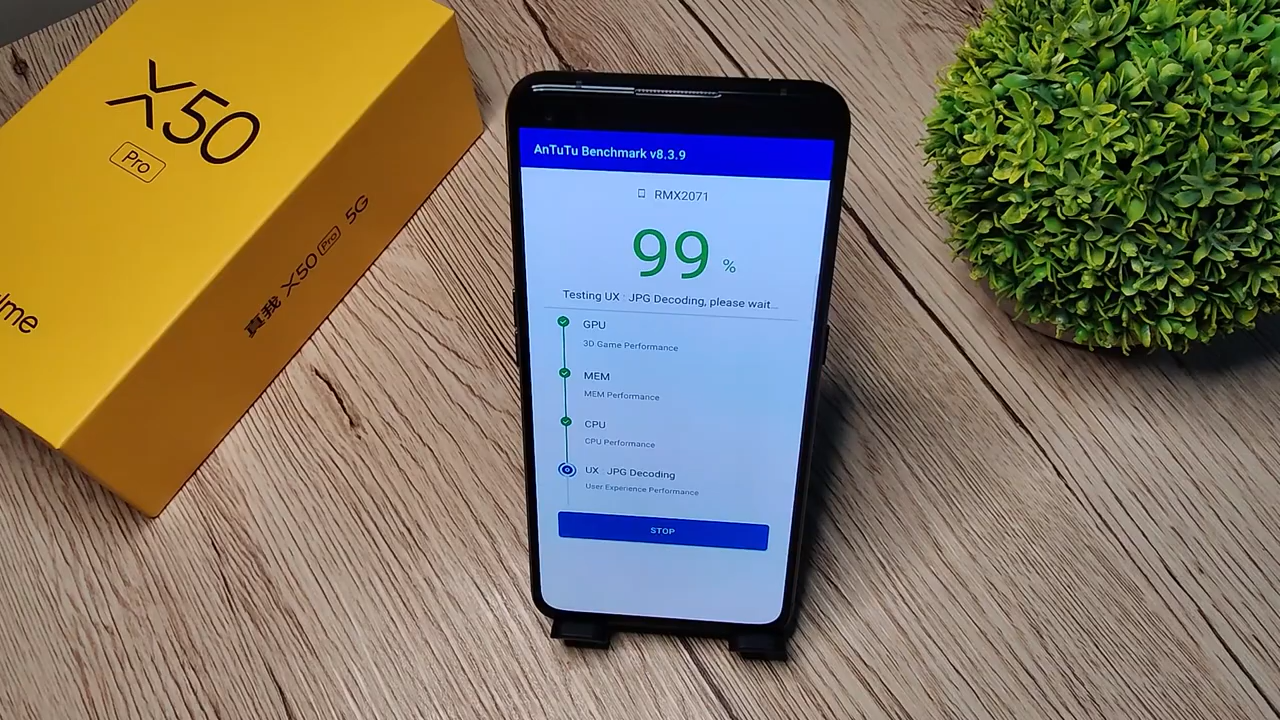 X50
Pro
lme
真我 X50 Pro 5G
AnTuTu Benchmark v8.3.9
RMX2071
99 %
Testing UX : JPG Decoding, please wait...
GPU
3D Game Performance
MEM
MEM Performance
CPU
CPU Performance
UX : JPG Decoding
User Experience Performance
STOP